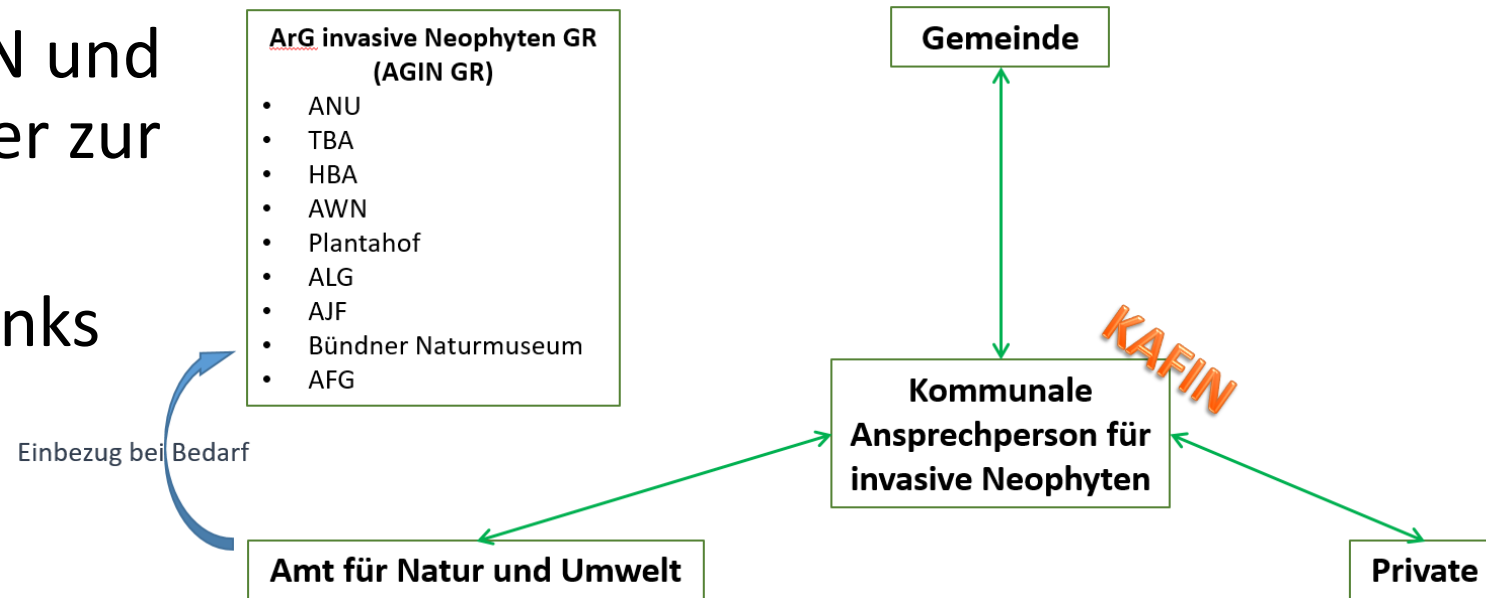 N und
er zur
nks
ArG invasive Neophyten GR
(AGIN GR)
• ANU
• TBA
• HBA
• AWN
• Plantahof
• ALG
• AJF
• Bündner Naturmuseum
• AFG
Einbezug bei Bedarf
Amt für Natur und Umwelt
Gemeinde
KAFIN
Kommunale
Ansprechperson für
invasive Neophyten
Private